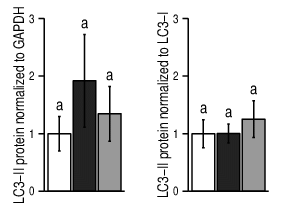 LC3–II protein normalized to GAPDH
3
2
1
0
a
a
a
LC3–II protein normalized to LC3–I
3
2
1
0
a
a
a